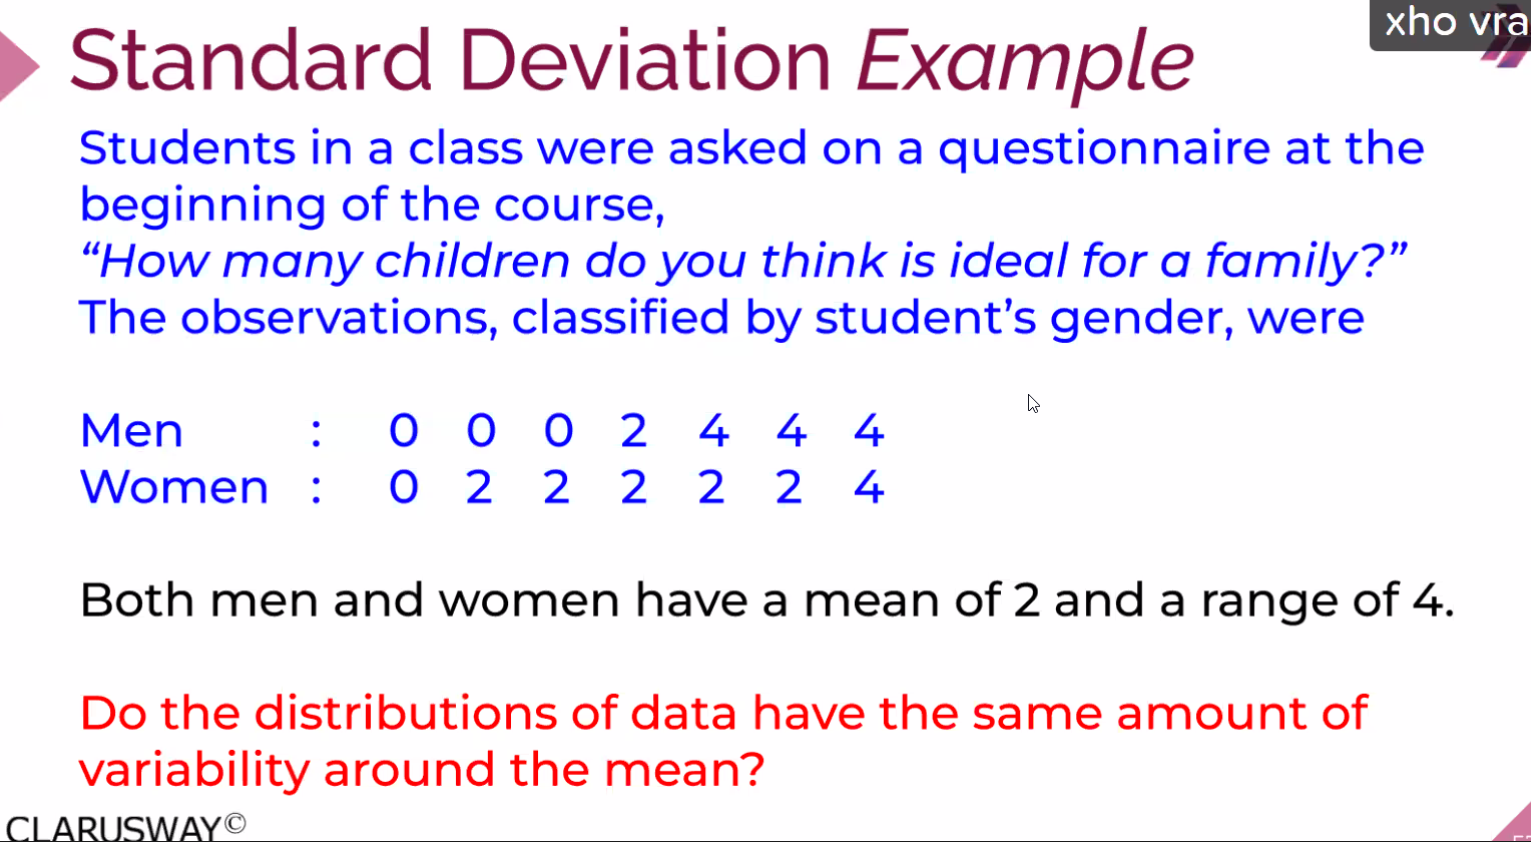 xho vra
Standard Deviation Example
Students in a class were asked on a questionnaire at the
beginning of the course,
“How many children do you think is ideal for a family?”
The observations, classified by student’s gender, were
Men : 0 0 0 2 4 4 4
Women : 0 2 2 2 2 2 4
Both men and women have a mean of 2 and a range of 4.
Do the distributions of data have the same amount of
variability around the mean?
CLARUSWAY©